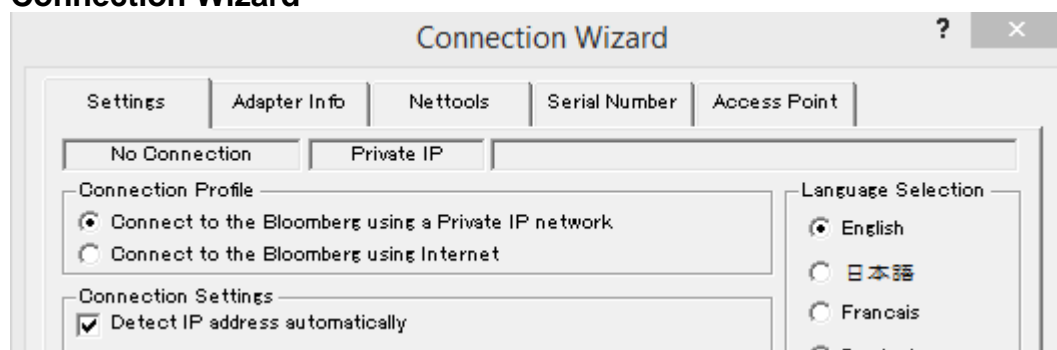 Connection Wizard
Connection Wizard ?
Settings Adapter Info Nettools Serial Number Access Point
No Connection Private IP
Connection Profile
Connect to the Bloomberg using a Private IP network
Connect to the Bloomberg using Internet
Connection Settings
Detect IP address automatically
Language Selection
English
日本語
Francais